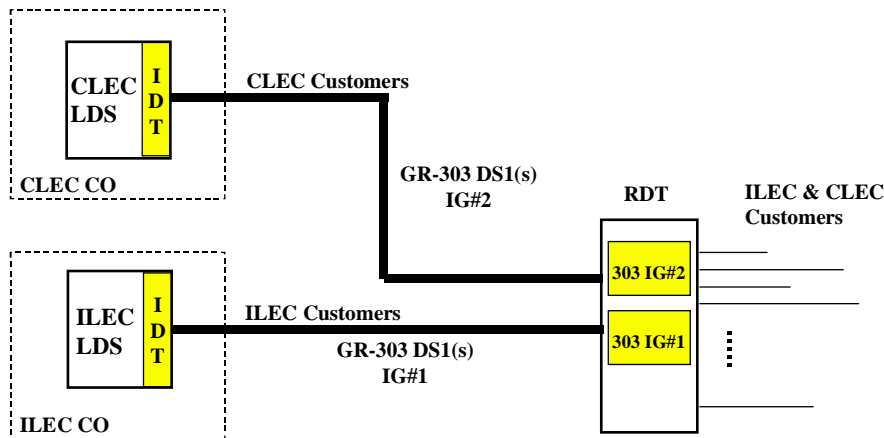 CLEC
LDS
I
D
T
CLEC Customers
CLEC CO
GR-303 DS1(s)
IG#2
RDT
ILEC & CLEC
Customers
303 IG#2
303 IG#1
ILEC
LDS
I
D
T
ILEC Customers
GR-303 DS1(s)
IG#1
ILEC CO